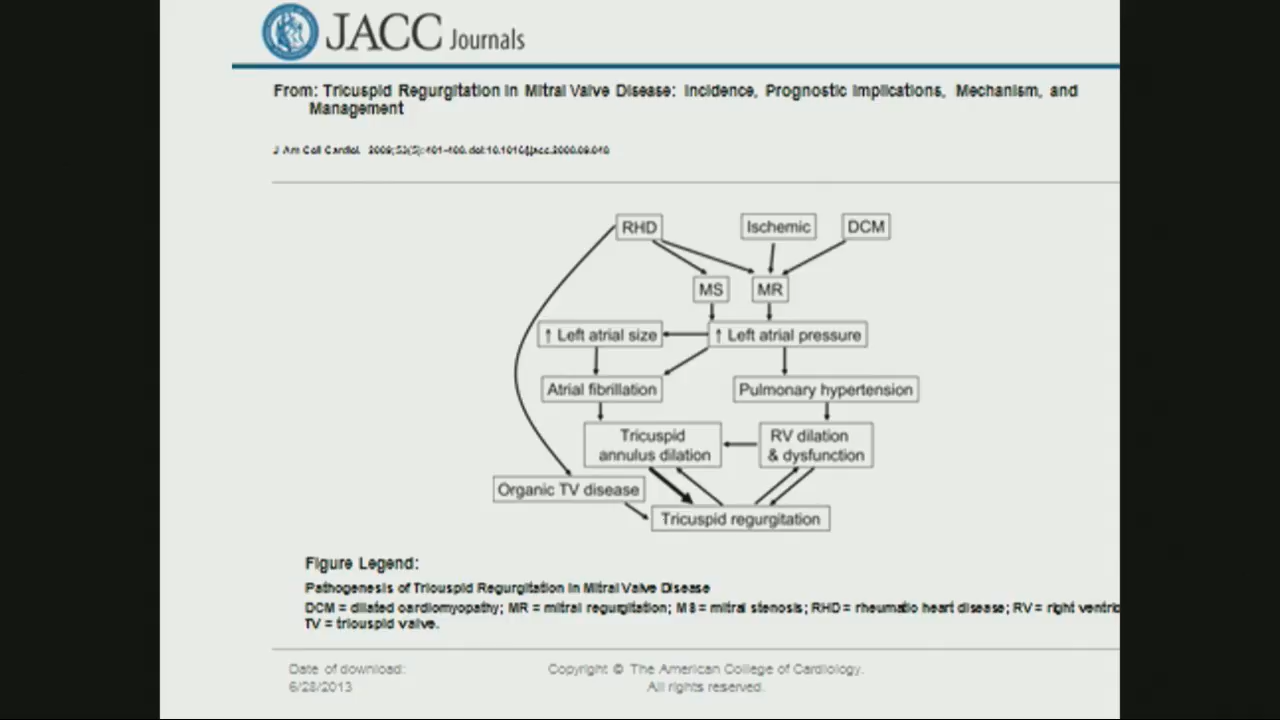 JACC Journals
From: Tricuspid Regurgitation in Mitral Valve Disease: Incidence, Prognostic Implications, Mechanism, and
Management
J Am Coll Cardiol.
RHD
Ischemic
DCM
MS
MR
↑ Left atrial size
↑ Left atrial pressure
Atrial fibrillation
Pulmonary hypertension
Tricuspid
annulus dilation
RV dilation
& dysfunction
Organic TV disease
Tricuspid regurgitation
Figure Legend:
Pathogenesis of Tricuspid Regurgitation in Mitral Valve Disease
DCM = dilated cardiomyopathy; MR = mitral regurgitation; MS = mitral stenosis; RHD = rheumatic heart disease; RV = right ventric
TV = tricuspid valve.
Date of download:
6/28/2013
Copyright © The American College of Cardiology.
All rights reserved.